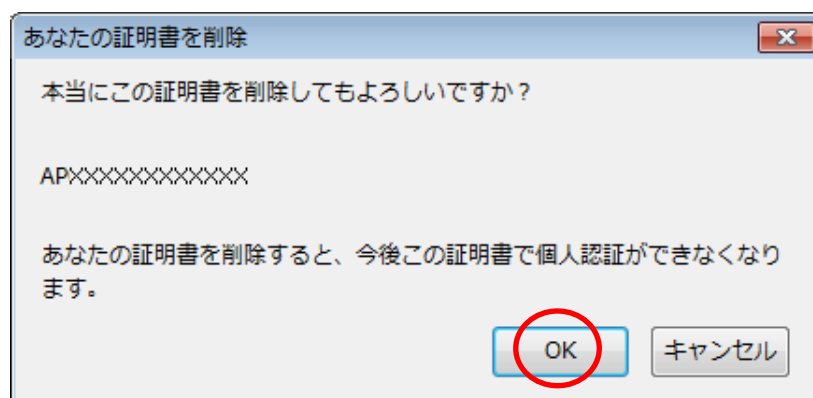 あなたの証明書を削除
本当にこの証明書を削除してもよろしいですか？
APXXXXXXXXXXXX
あなたの証明書を削除すると、今後この証明書で個人認証ができなくなり
ます。
OK
キャンセル